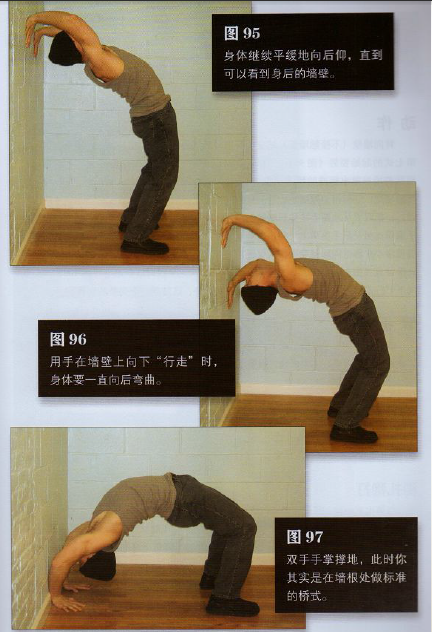 图 95
身体继续平缓地向后仰，直到
可以看到身后的墙壁。
图 96
用手在墙壁上向下“行走”时，
身体要一直向后弯曲。
图 97
双手手掌撑地，此时你
其实是在墙根处做标准
的桥式。